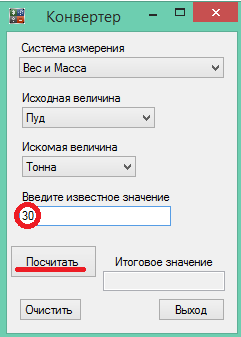 Конвертер
Система измерения
Вес и Масса
Исходная величина
Пуд
Искомая величина
Тонна
Введите известное значение
30
Посчитать
Итоговое значение
Очистить
Выход